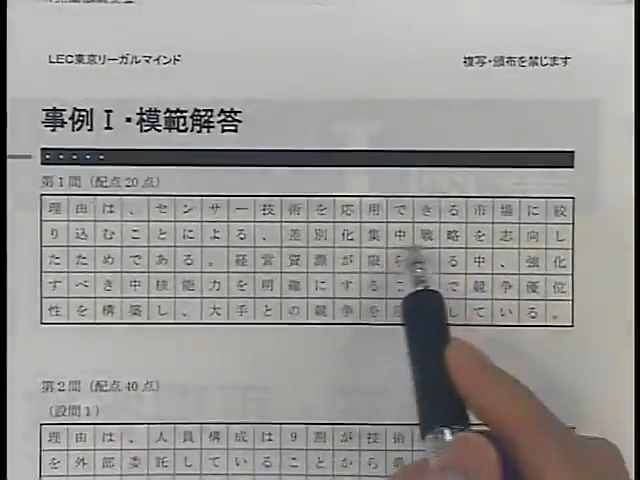 LEC東京リーガルマインド
複写・頒布を禁じます
事例Ⅰ・模範解答
第1問（配点20点）
理由は、センサー技術を応用できる市場に絞
り込むことによる、差別化集中戦略を志向し
たためである。経営資源が限る中、強化
すべき中核能力を明確にするこで競争優位
性を構築し、大手との競争をしている。
第2問（配点40点）
（設問1）
理由は、人員構成は9割が技術
を外部委託していることから